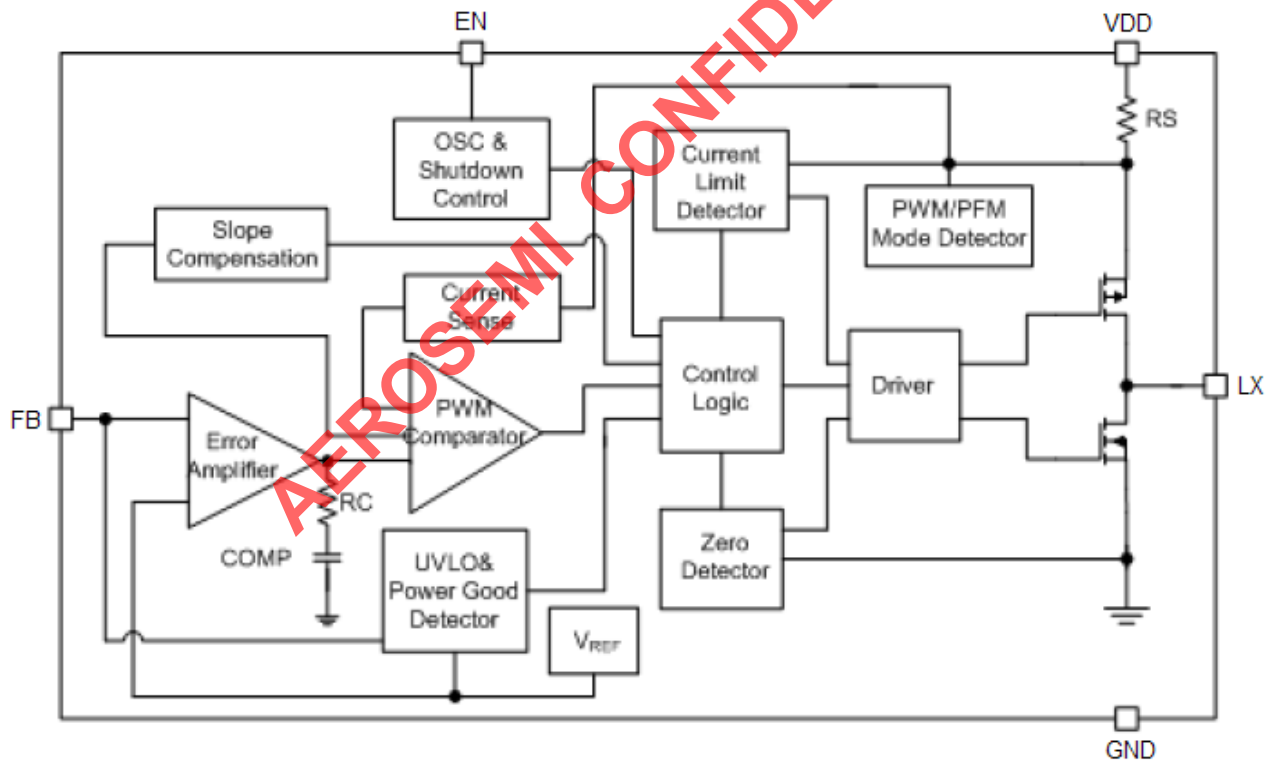 EN
VDD
OSC &
Shutdown
Control
Current
Limit
Detector
RS
PWM/PFM
Mode Detector
Slope
Compensation
Current
Sense
Control
Logic
Driver
LX
FB
Error
Amplifier
PWM
Comparator
RC
COMP
UVLO&
Power Good
Detector
Zero
Detector
VREF
GND
AEROSEMI CONFIDE